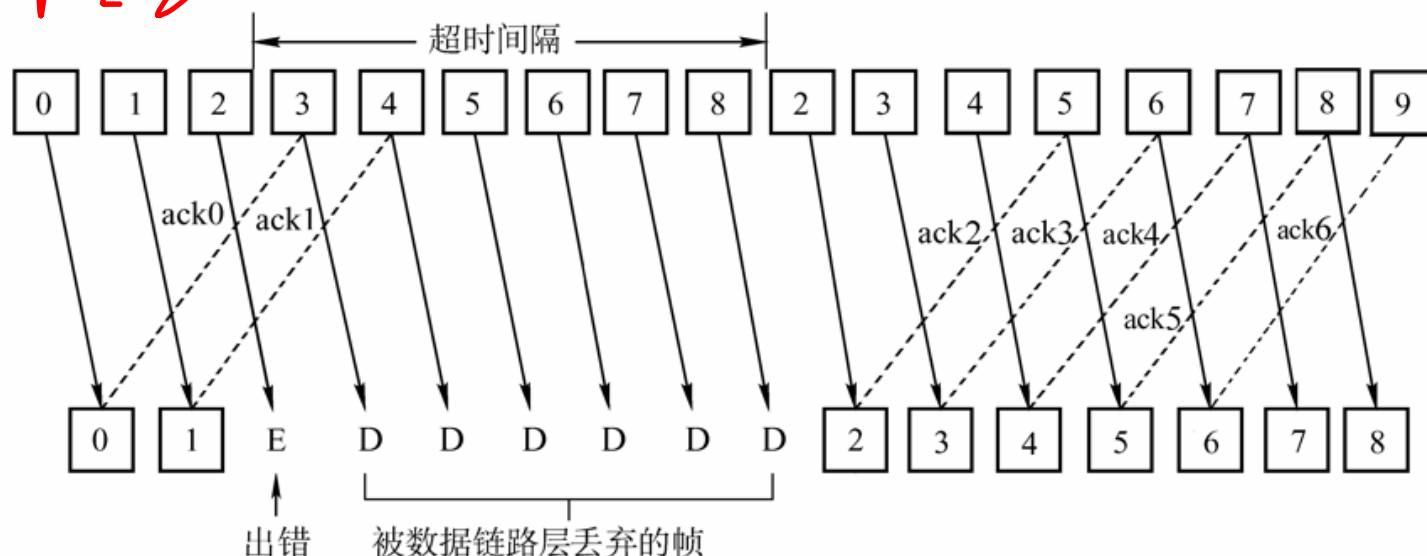 超时间隔
0 1 2 3 4 5 6 7 8 2 3 4 5 6 7 8 9
ack0 ack1 ack2 ack3 ack4 ack6
ack5
0 1 E D D D D D D 2 3 4 5 6 7 8
出错 被数据链路层丢弃的帧